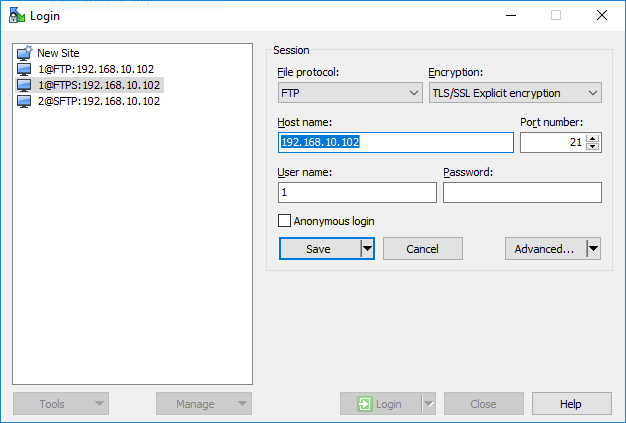 Login
New Site
1@FTP:192.168.10.102
1@FTPS:192.168.10.102
2@SFTP:192.168.10.102
Session
File protocol:
Encryption:
FTP
TLS/SSL Explicit encryption
Host name:
Port number:
192.168.10.102
21
User name:
Password:
1
Anonymous login
Save
Cancel
Advanced...
Tools
Manage
Login
Close
Help